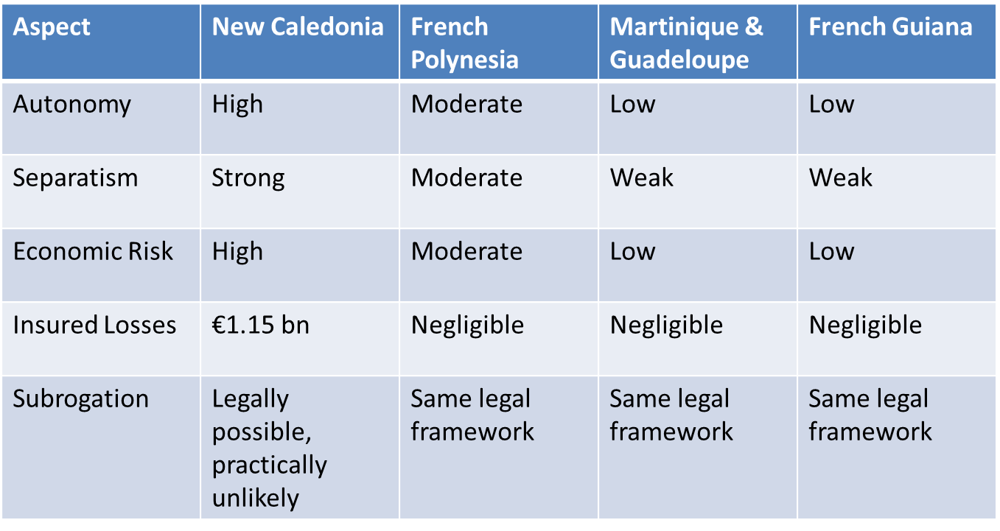 Aspect
New Caledonia
French
Polynesia
Martinique &
Guadeloupe
French Guiana
Autonomy
High
Moderate
Low
Low
Separatism
Strong
Moderate
Weak
Weak
Economic Risk
High
Moderate
Low
Low
Insured Losses
€1.15 bn
Negligible
Negligible
Negligible
Subrogation
Legally
possible,
practically
unlikely
Same legal
framework
Same legal
framework
Same legal
framework